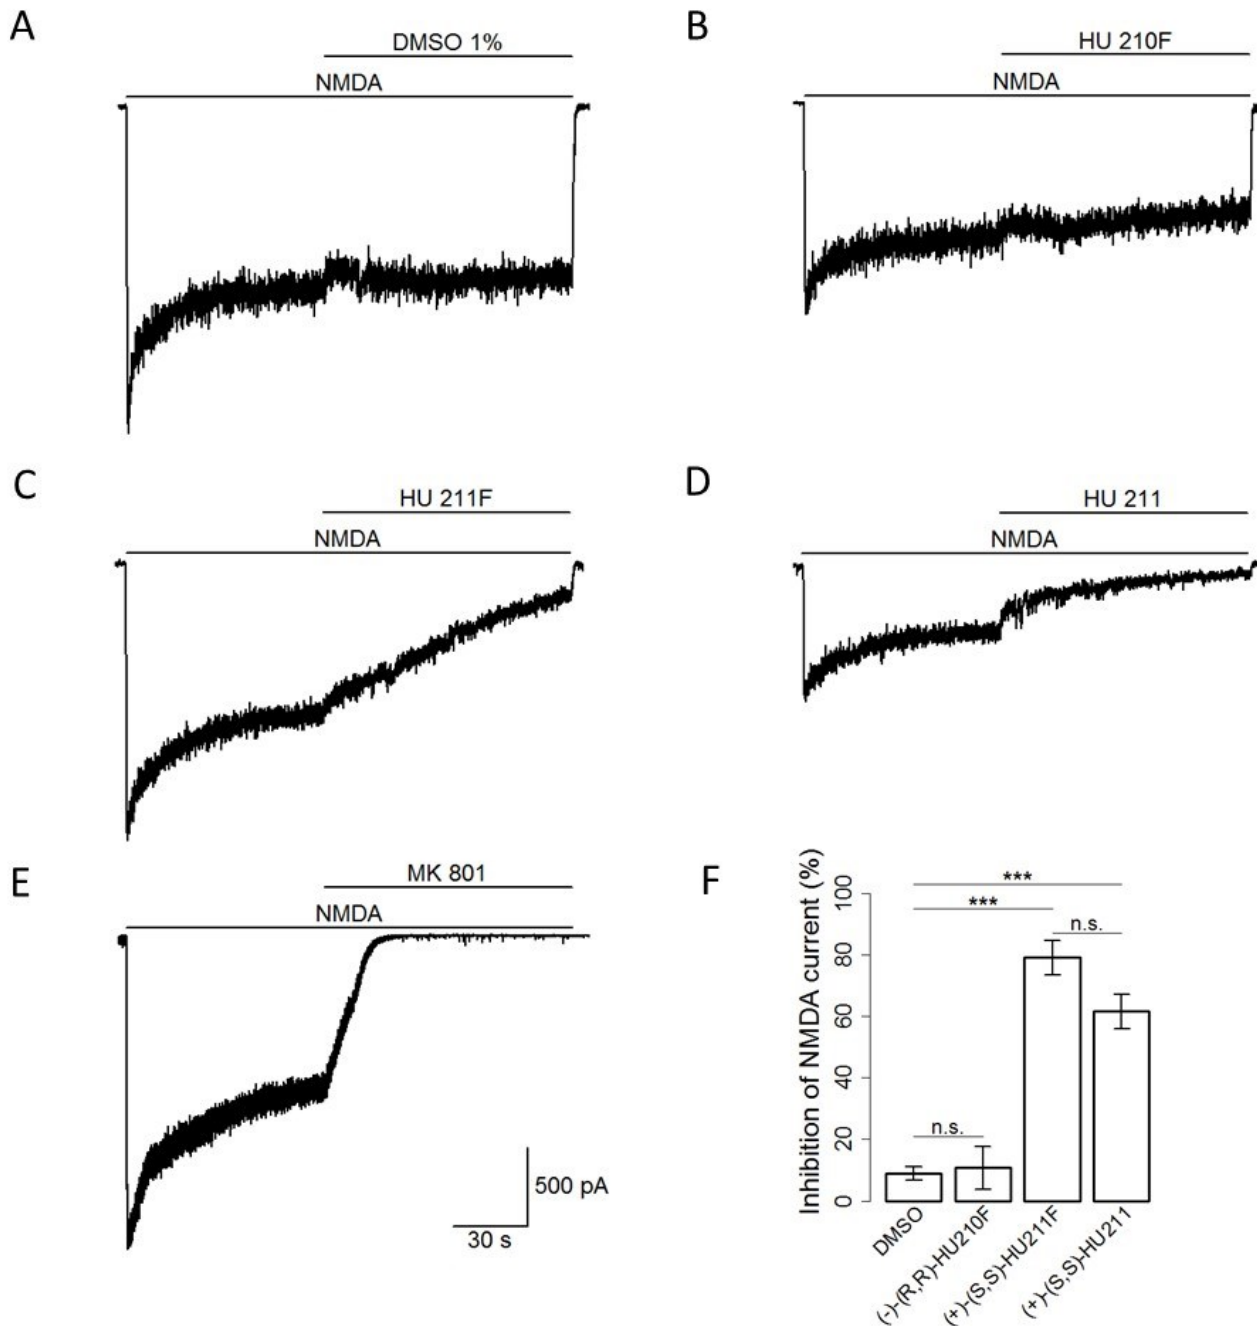 A
DMSO 1%
NMDA
B
HU 210F
NMDA
C
HU 211F
NMDA
D
HU 211
NMDA
E
MK 801
NMDA
500 pA
30 s
F
Inhibition of NMDA current (%)
100
80
60
40
20
0
***
***
n.s.
n.s.
DMSO
(-)-(R,R)-HU210F
(+)-(S,S)-HU211F
(+)-(S,S)-HU211